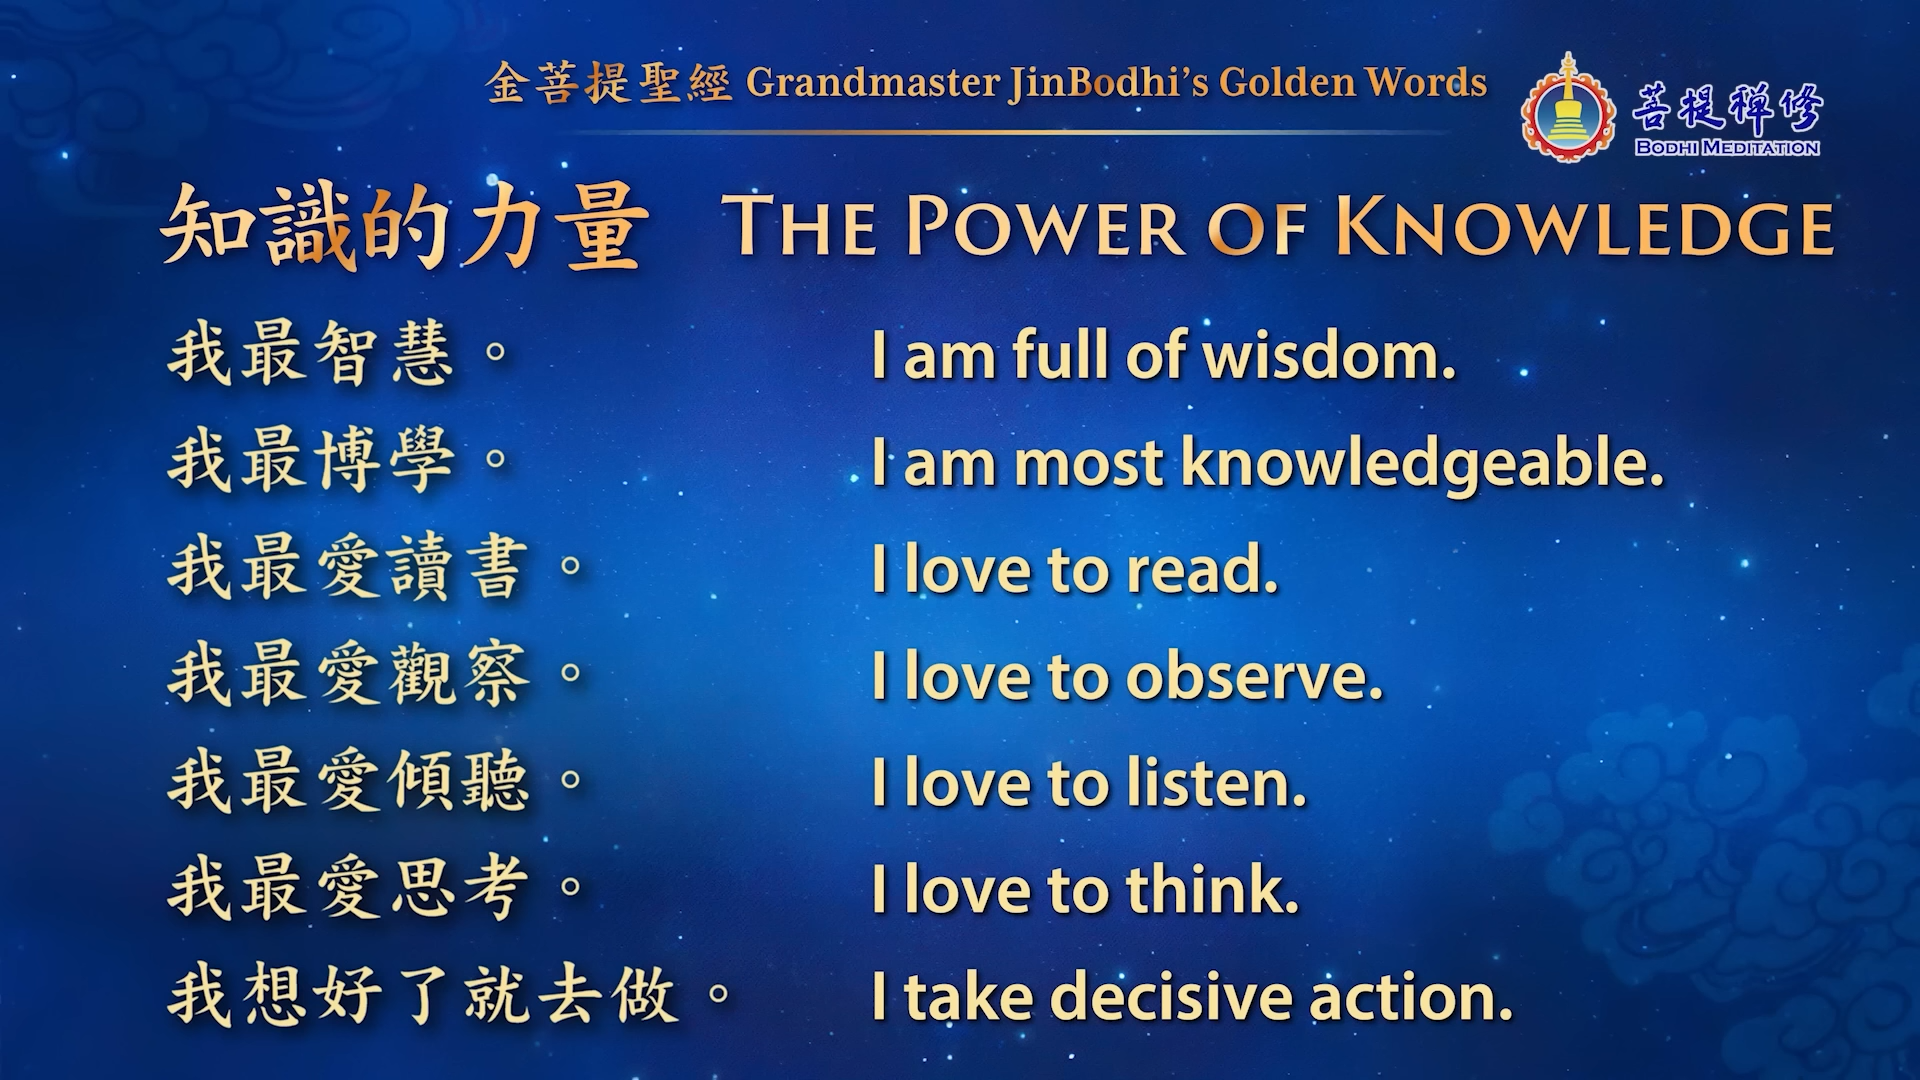 金菩提聖經 Grandmaster JinBodhi's Golden Words
菩提禪修
BODHI MEDITATION
知識的力量 THE POWER OF KNOWLEDGE
我最智慧。 I am full of wisdom.
我最博學。 I am most knowledgeable.
我最愛讀書。 I love to read.
我最愛觀察。 I love to observe.
我最愛傾聽。 I love to listen.
我最愛思考。 I love to think.
我想好了就去做。 I take decisive action.